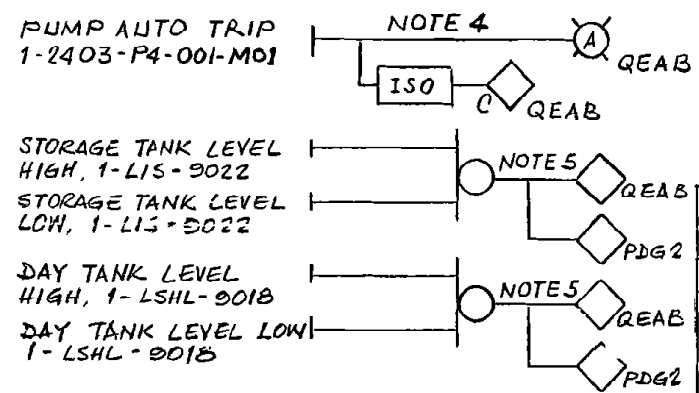 PUMP AUTO TRIP
1-2403-P4-001-M01
NOTE 4
A
QEAB
ISO
C
QEAB
STORAGE TANK LEVEL
HIGH, 1-LIS-9022
STORAGE TANK LEVEL
LOW, 1-LIS-9022
NOTE 5
QEAB
PDG2
DAY TANK LEVEL
HIGH, 1-LSHL-9018
DAY TANK LEVEL LOW
1-LSHL-9018
NOTE 5
QEAB
PDG2